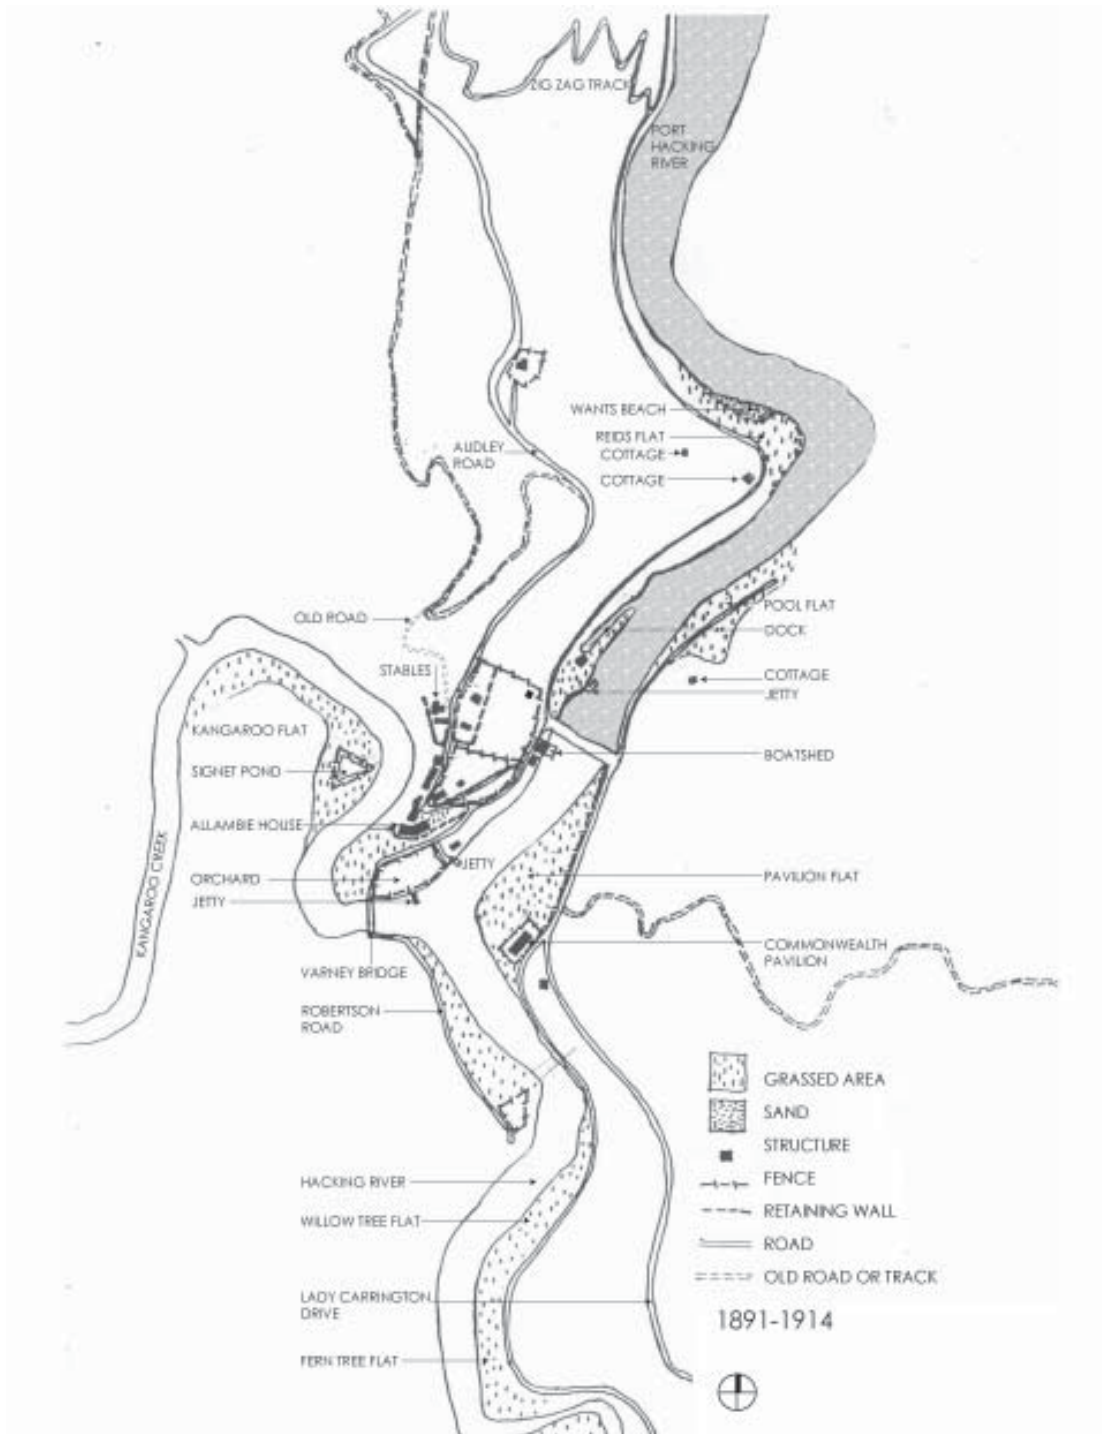 ZIG ZAG TRACK
PORT
HACKING
RIVER
WANTS BEACH
REIDS FLAT
COTTAGE
COTTAGE
AUDLEY
ROAD
OLD ROAD
STABLES
POOL FLAT
DOCK
COTTAGE
JETTY
KANGAROO FLAT
SIGNET POND
BOATSHED
ALLAMBIE HOUSE
JETTY
ORCHARD
JETTY
PAVILION FLAT
KANGAROO CREEK
COMMONWEALTH
PAVILION
VARNEY BRIDGE
ROBERTSON
ROAD
GRASSED AREA
SAND
STRUCTURE
FENCE
RETAINING WALL
ROAD
OLD ROAD OR TRACK
HACKING RIVER
WILLOW TREE FLAT
LADY CARRINGTON
DRIVE
FERN TREE FLAT
1891-1914